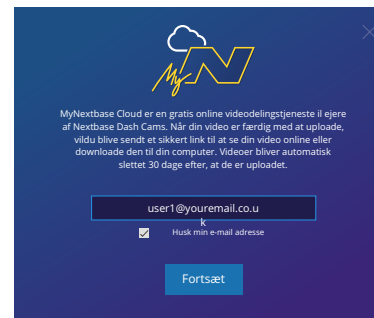 My N
MyNextbase Cloud er en gratis online videodelingstjeneste il ejere
af Nextbase Dash Cams. Når din video er færdig med at uploade,
vildu blive sendt et sikkert link til at se din video online eller
downloade den til din computer. Videoer bliver automatisk
slettet 30 dage efter, at de er uploadet.
user1@youremail.co.u
k
Husk min e-mail adresse
Fortsæt